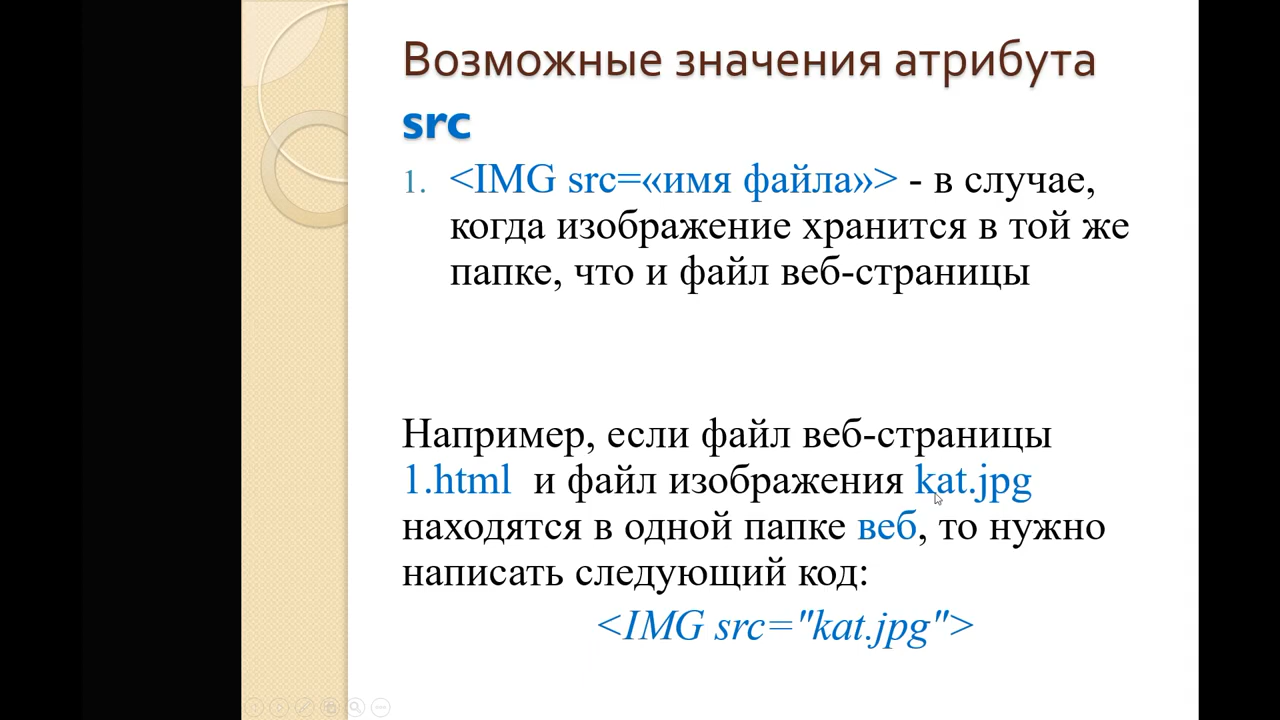 Возможные значения атрибута
src
1. <IMG src=«имя файла»> - в случае,
когда изображение хранится в той же
папке, что и файл веб-страницы
Например, если файл веб-страницы
1.html и файл изображения kat.jpg
находятся в одной папке веб, то нужно
написать следующий код:
<IMG src="kat.jpg">